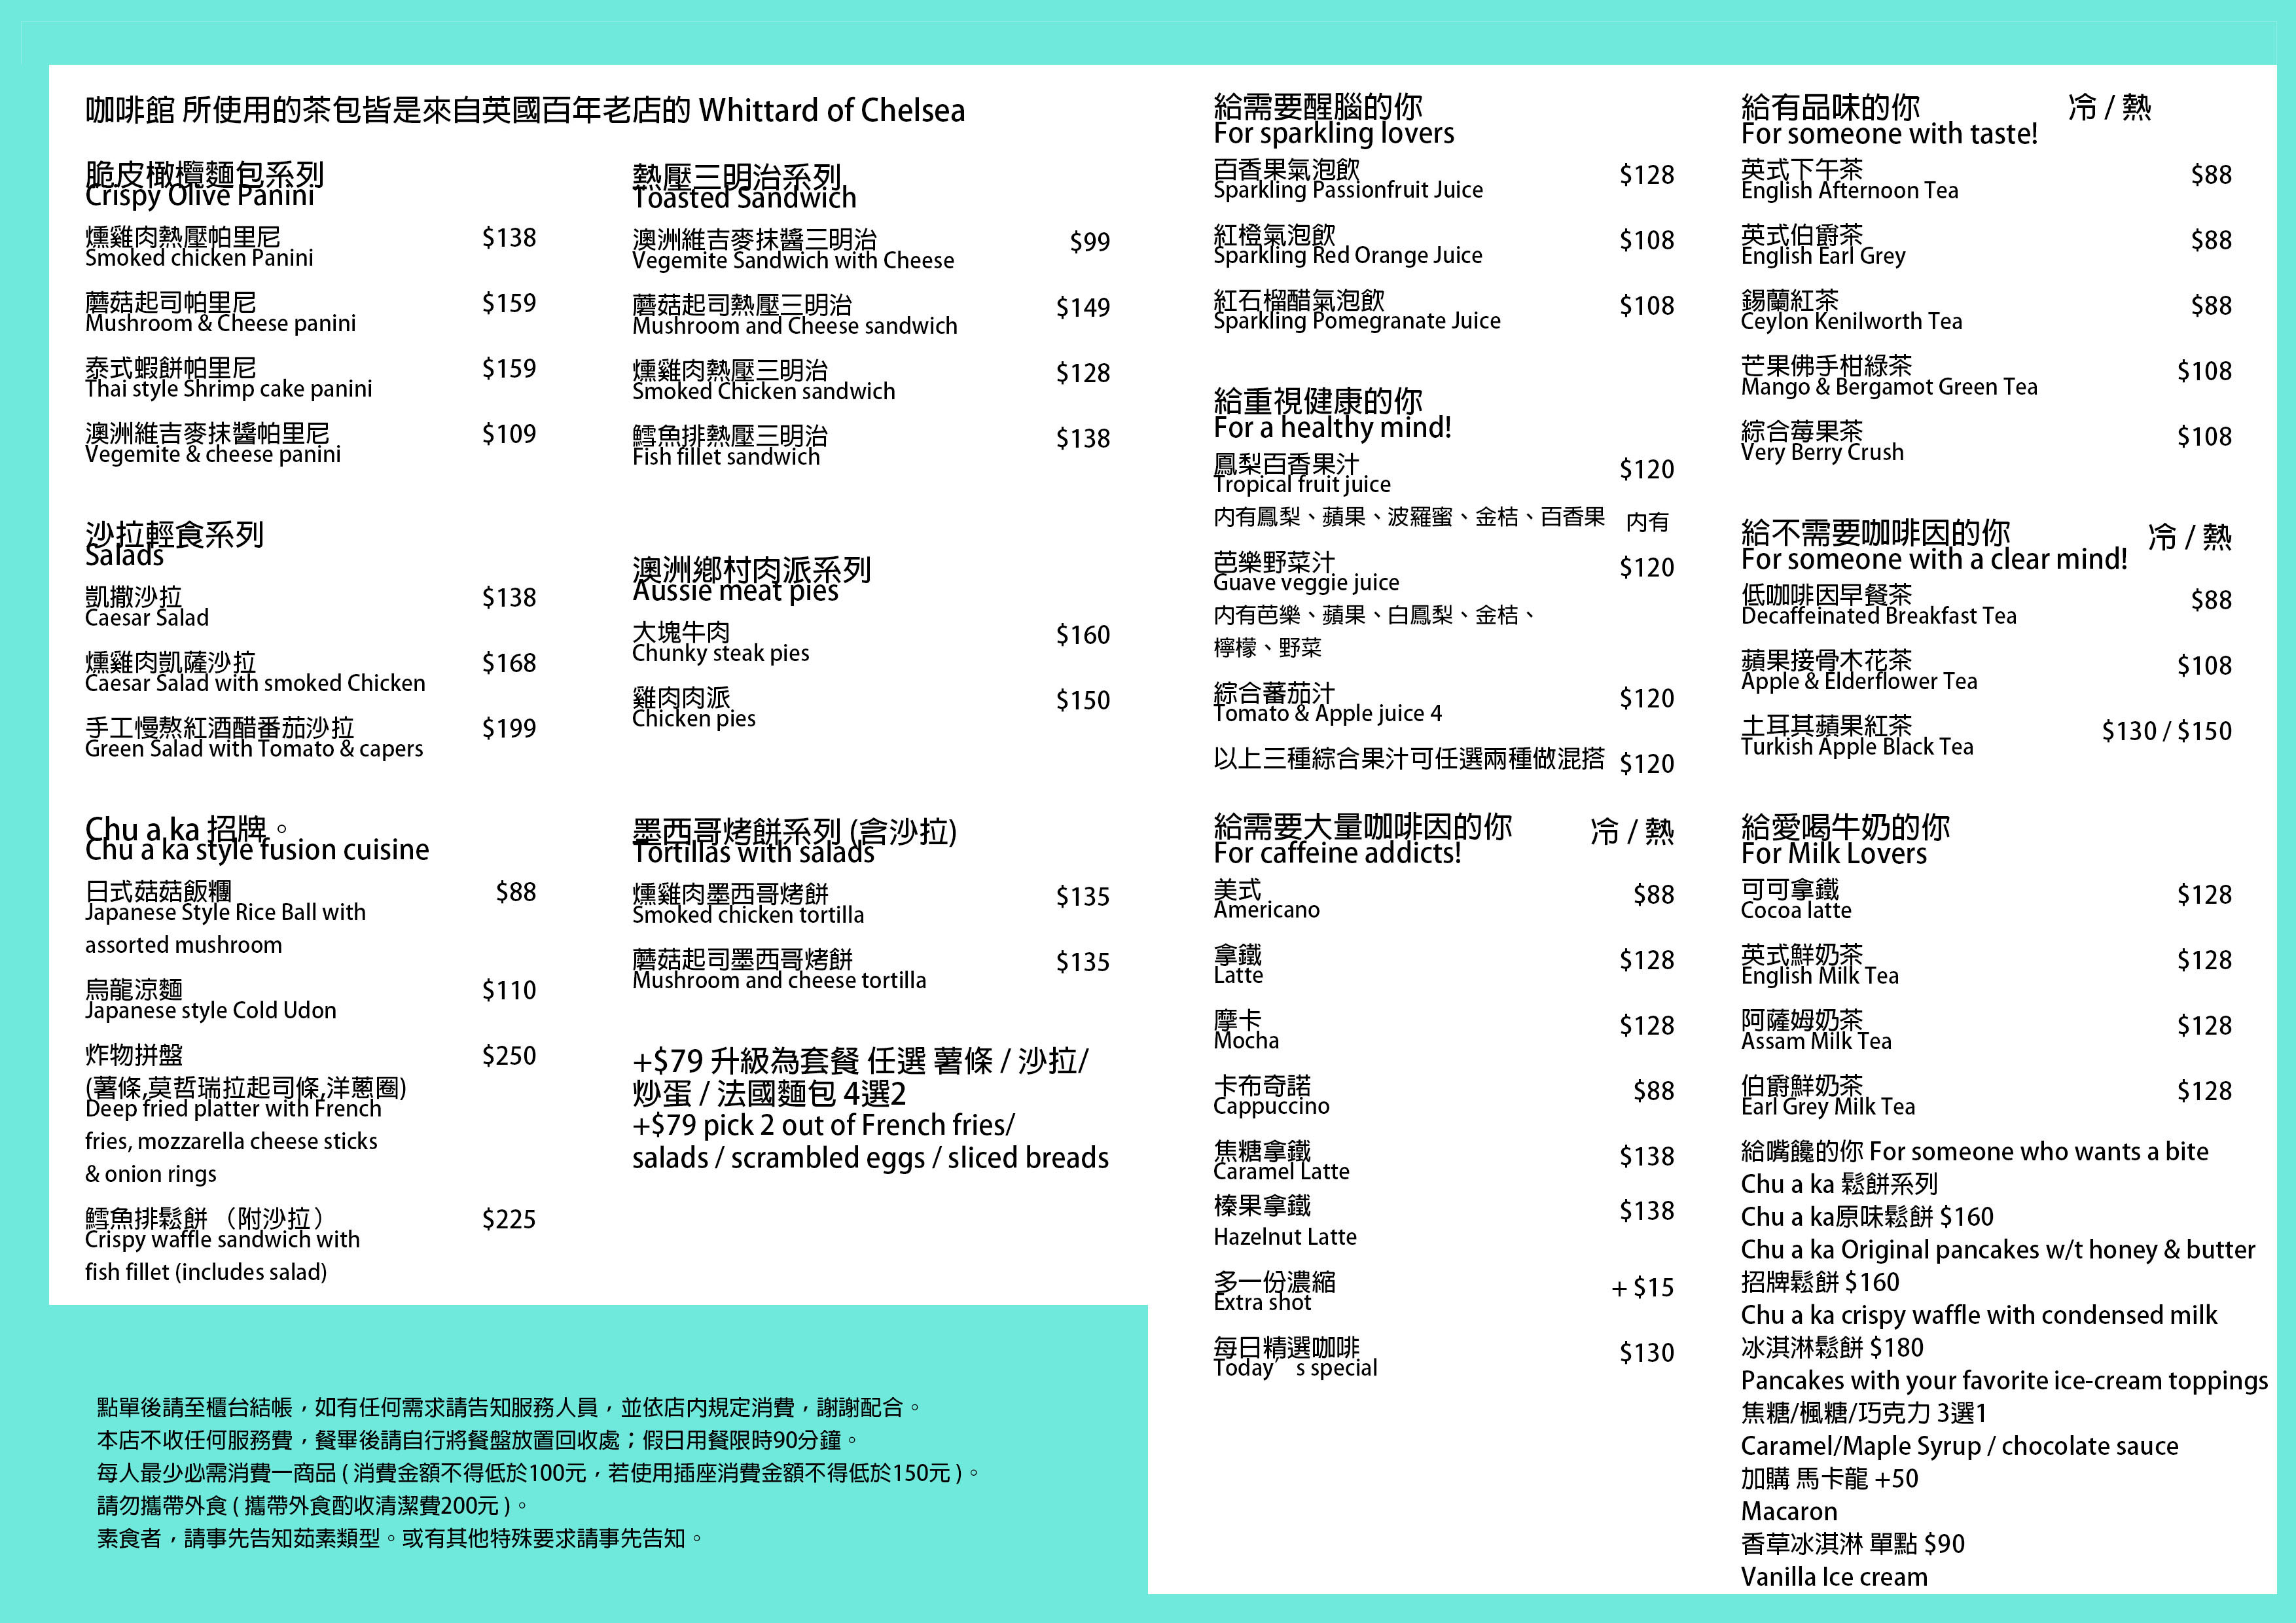 咖啡館 所使用的茶包皆是來自英國百年老店的 Whittard of Chelsea
脆皮橄欖麵包系列
Crispy Olive Panini
燻雞肉熱壓帕里尼 $138
Smoked chicken Panini
蘑菇起司帕里尼 $159
Mushroom & Cheese panini
泰式蝦餅帕里尼 $159
Thai style Shrimp cake panini
澳洲維吉麥抹醬帕里尼 $109
Vegemite & cheese panini
沙拉輕食系列
Salads
凱撒沙拉 $138
Caesar Salad
燻雞肉凱薩沙拉 $168
Caesar Salad with smoked Chicken
手工慢熬紅酒醋番茄沙拉 $199
Green Salad with Tomato & capers
Chu a ka 招牌。
Chu a ka style fusion cuisine
日式菇菇飯糰 $88
Japanese Style Rice Ball with
assorted mushroom
烏龍涼麵 $110
Japanese style Cold Udon
炸物拼盤 $250
(薯條,莫哲瑞拉起司條,洋蔥圈)
Deep fried platter with French
fries, mozzarella cheese sticks
& onion rings
鱈魚排鬆餅 （附沙拉） $225
Crispy waffle sandwich with
fish fillet (includes salad)
熱壓三明治系列
Toasted Sandwich
澳洲維吉麥抹醬三明治 $99
Vegemite Sandwich with Cheese
蘑菇起司熱壓三明治 $149
Mushroom and Cheese sandwich
燻雞肉熱壓三明治 $128
Smoked Chicken sandwich
鱈魚排熱壓三明治 $138
Fish fillet sandwich
澳洲鄉村肉派系列
Aussie meat pies
大塊牛肉 $160
Chunky steak pies
雞肉肉派 $150
Chicken pies
墨西哥烤餅系列 (含沙拉)
Tortillas with salads
燻雞肉墨西哥烤餅 $135
Smoked chicken tortilla
蘑菇起司墨西哥烤餅 $135
Mushroom and cheese tortilla
+$79 升級為套餐 任選 薯條 / 沙拉/
炒蛋 / 法國麵包 4選2
+$79 pick 2 out of French fries/
salads / scrambled eggs / sliced breads
點單後請至櫃台結帳，如有任何需求請告知服務人員，並依店內規定消費，謝謝配合。
本店不收任何服務費，餐畢後請自行將餐盤放置回收處；假日用餐限時90分鐘。
每人最少必需消費一商品 ( 消費金額不得低於100元，若使用插座消費金額不得低於150元 )。
請勿攜帶外食 ( 攜帶外食酌收清潔費200元 )。
素食者，請事先告知茹素類型。或有其他特殊要求請事先告知。
給需要醒腦的你
For sparkling lovers
百香果氣泡飲 $128
Sparkling Passionfruit Juice
紅橙氣泡飲 $108
Sparkling Red Orange Juice
紅石榴醋氣泡飲 $108
Sparkling Pomegranate Juice
給重視健康的你
For a healthy mind!
鳳梨百香果汁 $120
Tropical fruit juice
內有鳳梨、蘋果、波羅蜜、金桔、百香果 內有
芭樂野菜汁 $120
Guave veggie juice
內有芭樂、蘋果、白鳳梨、金桔、
檸檬、野菜
綜合蕃茄汁 $120
Tomato & Apple juice 4
以上三種綜合果汁可任選兩種做混搭 $120
給需要大量咖啡因的你 冷 / 熱
For caffeine addicts!
美式 $88
Americano
拿鐵 $128
Latte
摩卡 $128
Mocha
卡布奇諾 $88
Cappuccino
焦糖拿鐵 $138
Caramel Latte
榛果拿鐵 $138
Hazelnut Latte
多一份濃縮 + $15
Extra shot
每日精選咖啡 $130
Today′s special
給有品味的你 冷 / 熱
For someone with taste!
英式下午茶 $88
English Afternoon Tea
英式伯爵茶 $88
English Earl Grey
錫蘭紅茶 $88
Ceylon Kenilworth Tea
芒果佛手柑綠茶 $108
Mango & Bergamot Green Tea
綜合莓果茶 $108
Very Berry Crush
給不需要咖啡因的你 冷 / 熱
For someone with a clear mind!
低咖啡因早餐茶 $88
Decaffeinated Breakfast Tea
蘋果接骨木花茶 $108
Apple & Elderflower Tea
土耳其蘋果紅茶 $130 / $150
Turkish Apple Black Tea
給愛喝牛奶的你
For Milk Lovers
可可拿鐵 $128
Cocoa latte
英式鮮奶茶 $128
English Milk Tea
阿薩姆奶茶 $128
Assam Milk Tea
伯爵鮮奶茶 $128
Earl Grey Milk Tea
給嘴饞的你 For someone who wants a bite
Chu a ka 鬆餅系列
Chu a ka原味鬆餅 $160
Chu a ka Original pancakes w/t honey & butter
招牌鬆餅 $160
Chu a ka crispy waffle with condensed milk
冰淇淋鬆餅 $180
Pancakes with your favorite ice-cream toppings
焦糖/楓糖/巧克力 3選1
Caramel/Maple Syrup / chocolate sauce
加購 馬卡龍 +50
Macaron
香草冰淇淋 單點 $90
Vanilla Ice cream